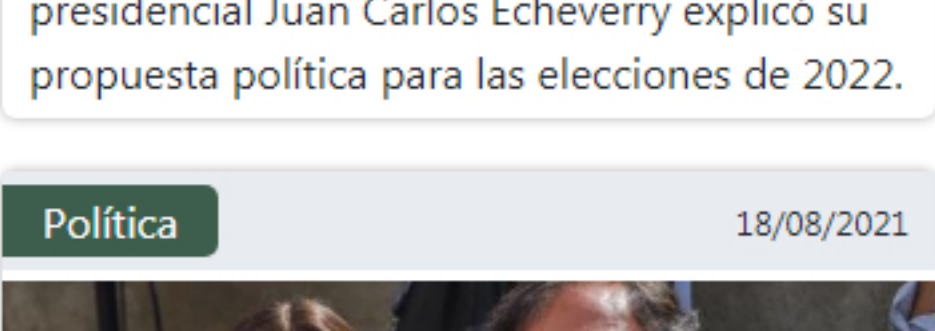 presidencial Juan Carlos Echeverry explicó su
propuesta política para las elecciones de 2022.
Política
18/08/2021